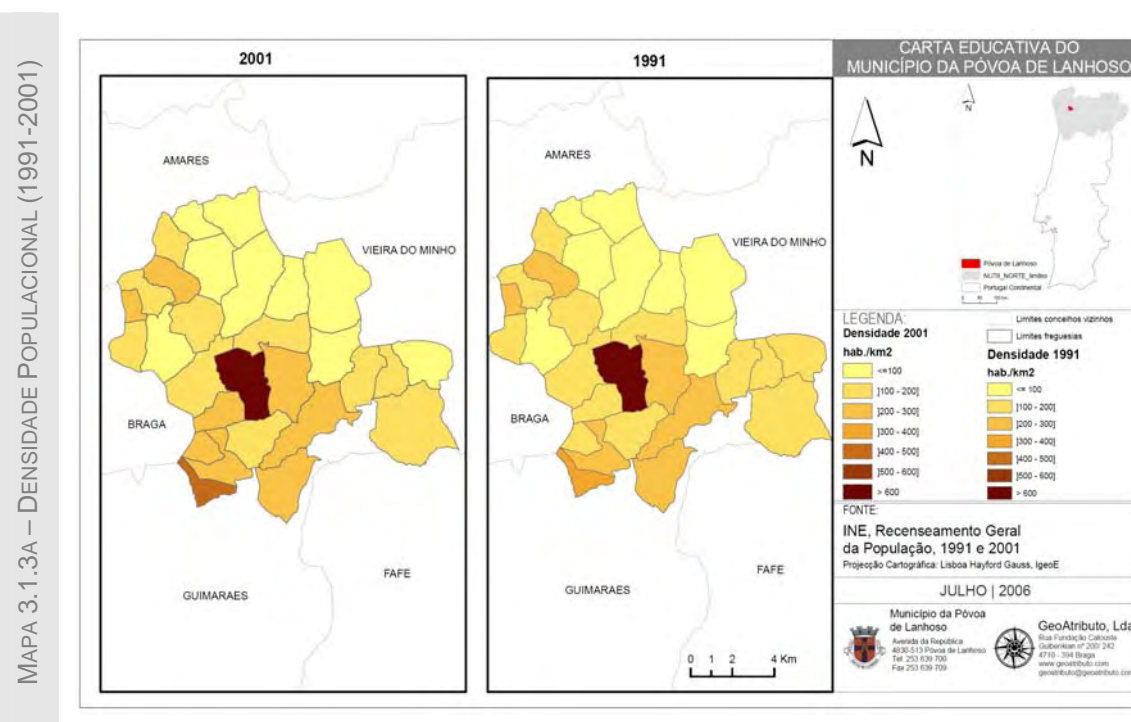 MAPA 3.1.3A – DENSIDADE POPULACIONAL (1991-2001)
2001
AMARES
VIEIRA DO MINHO
BRAGA
GUIMARAES
FAFE
1991
AMARES
VIEIRA DO MINHO
BRAGA
GUIMARAES
FAFE
0 1 2 4 Km
CARTA EDUCATIVA DO
MUNICÍPIO DA PÓVOA DE LANHOSO
N
N
Póvoa de Lanhoso
NUTII_NORTE_limites
Portugal Continental
LEGENDA:
Limites concelhos vizinhos
Limites freguesias
Densidade 2001
hab./km2
<=100
]100 - 200]
]200 - 300]
]300 - 400]
]400 - 500]
]500 - 600]
> 600
Densidade 1991
hab./km2
<= 100
]100 - 200]
]200 - 300]
]300 - 400]
]400 - 500]
]500 - 600]
> 600
FONTE:
INE, Recenseamento Geral
da População, 1991 e 2001
Projecção Cartográfica: Lisboa Hayford Gauss, IgeoE
JULHO | 2006
Município da Póvoa
de Lanhoso
Avenida da República
4830-513 Póvoa de Lanhoso
Tel. 253 639 700
Fax 253 639 709
GeoAtributo, Lda
Rua Fundação Calouste
Gulbenkian nº 200/ 242
4710 - 394 Braga
www.geoatributo.com
geoatributo@geoatributo.com